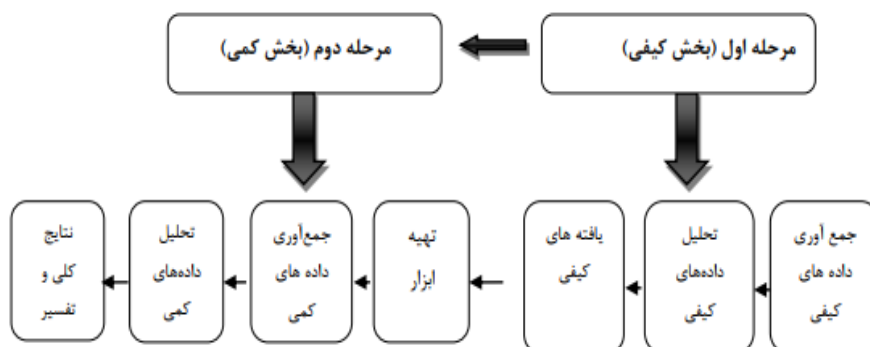 مرحله اول (بخش کیفی)
مرحله دوم (بخش کمی)
جمع آوری
داده های
کیفی
تحلیل
داده‌های
کیفی
یافته های
کیفی
تهیه
ابزار
جمع‌آوری
داده های
کمی
تحلیل
داده‌های
کمی
نتایج
کلی و
تفسیر